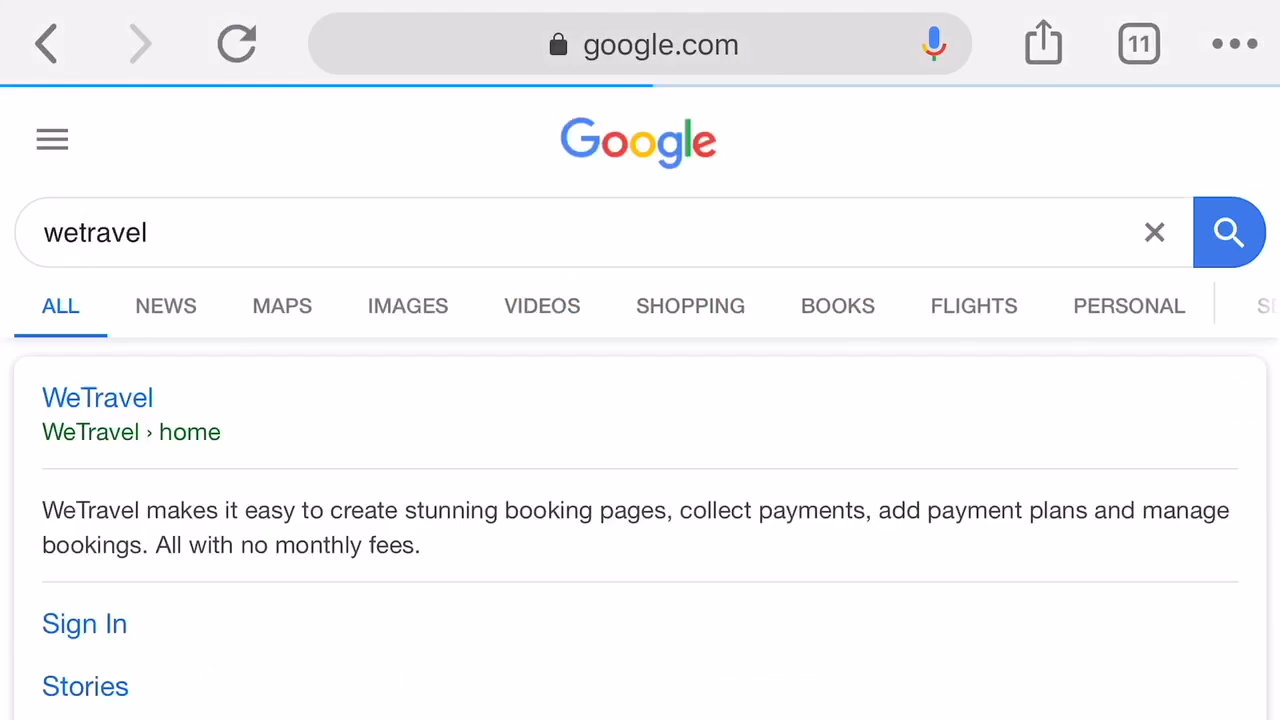 google.com
11
Google
wetravel
ALL NEWS MAPS IMAGES VIDEOS SHOPPING BOOKS FLIGHTS PERSONAL
WeTravel
WeTravel › home
WeTravel makes it easy to create stunning booking pages, collect payments, add payment plans and manage
bookings. All with no monthly fees.
Sign In
Stories